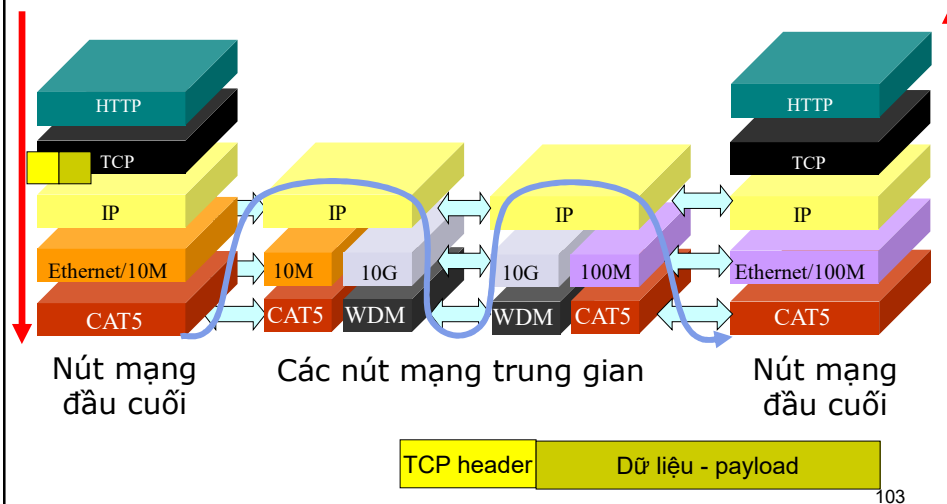 HTTP
TCP
IP
Ethernet/10M
CAT5
IP
10M
10G
CAT5
WDM
IP
10G
100M
WDM
CAT5
HTTP
TCP
IP
Ethernet/100M
CAT5
Nút mạng
đầu cuối
Các nút mạng trung gian
Nút mạng
đầu cuối
TCP header
Dữ liệu - payload
103